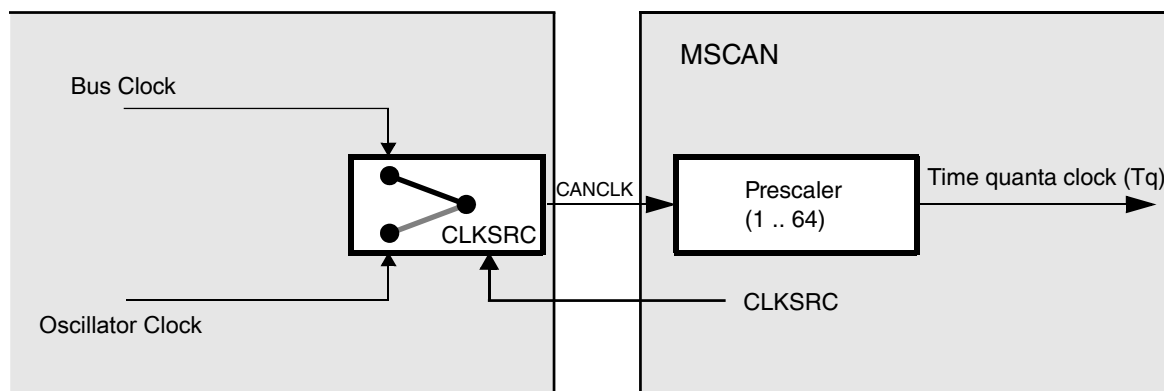 MSCAN
Bus Clock
CANCLK
Prescaler
(1 .. 64)
Time quanta clock (Tq)
CLKSRC
CLKSRC
Oscillator Clock